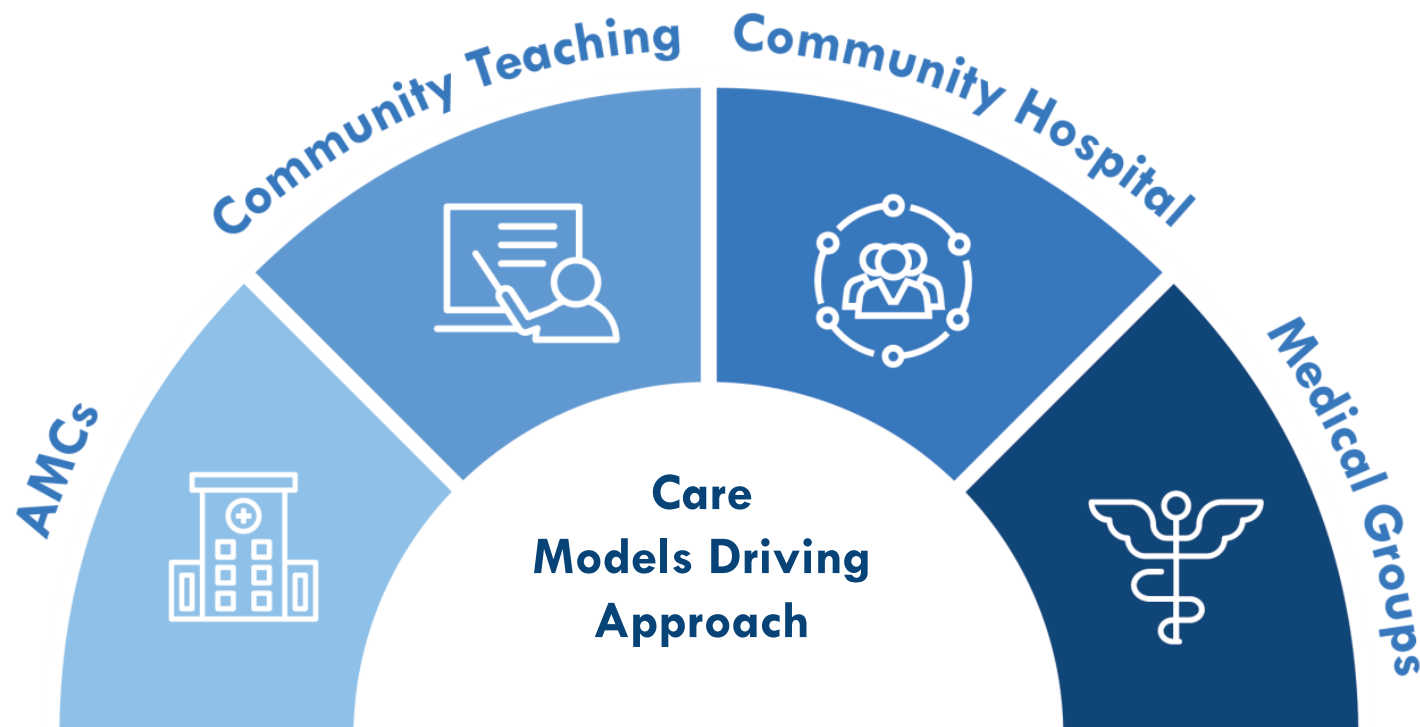 AMCs
Community Teaching
Community Hospital
Medical Groups
Care
Models Driving
Approach